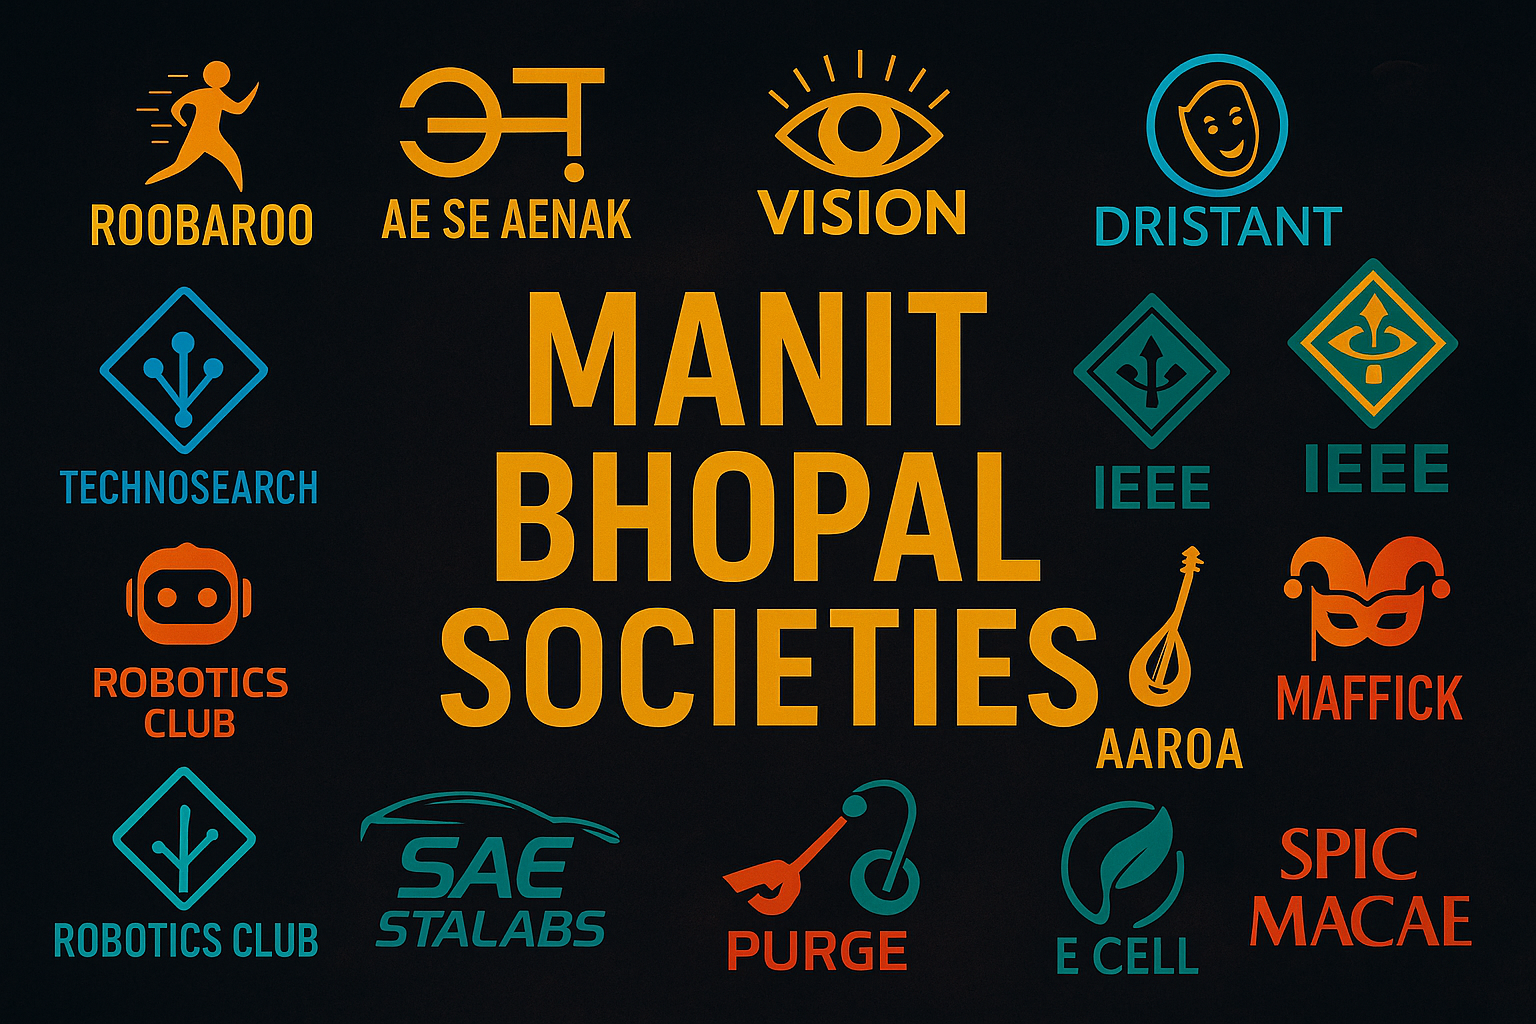 ROOBAROO
AE SE AENAK
VISION
DRISTANT
MANIT
BHOPAL
SOCIETIES
TECHNOSEARCH
IEEE
IEEE
ROBOTICS
CLUB
AAROA
MAFFICK
ROBOTICS CLUB
SAE
STALABS
PURGE
E CELL
SPIC
MACAE